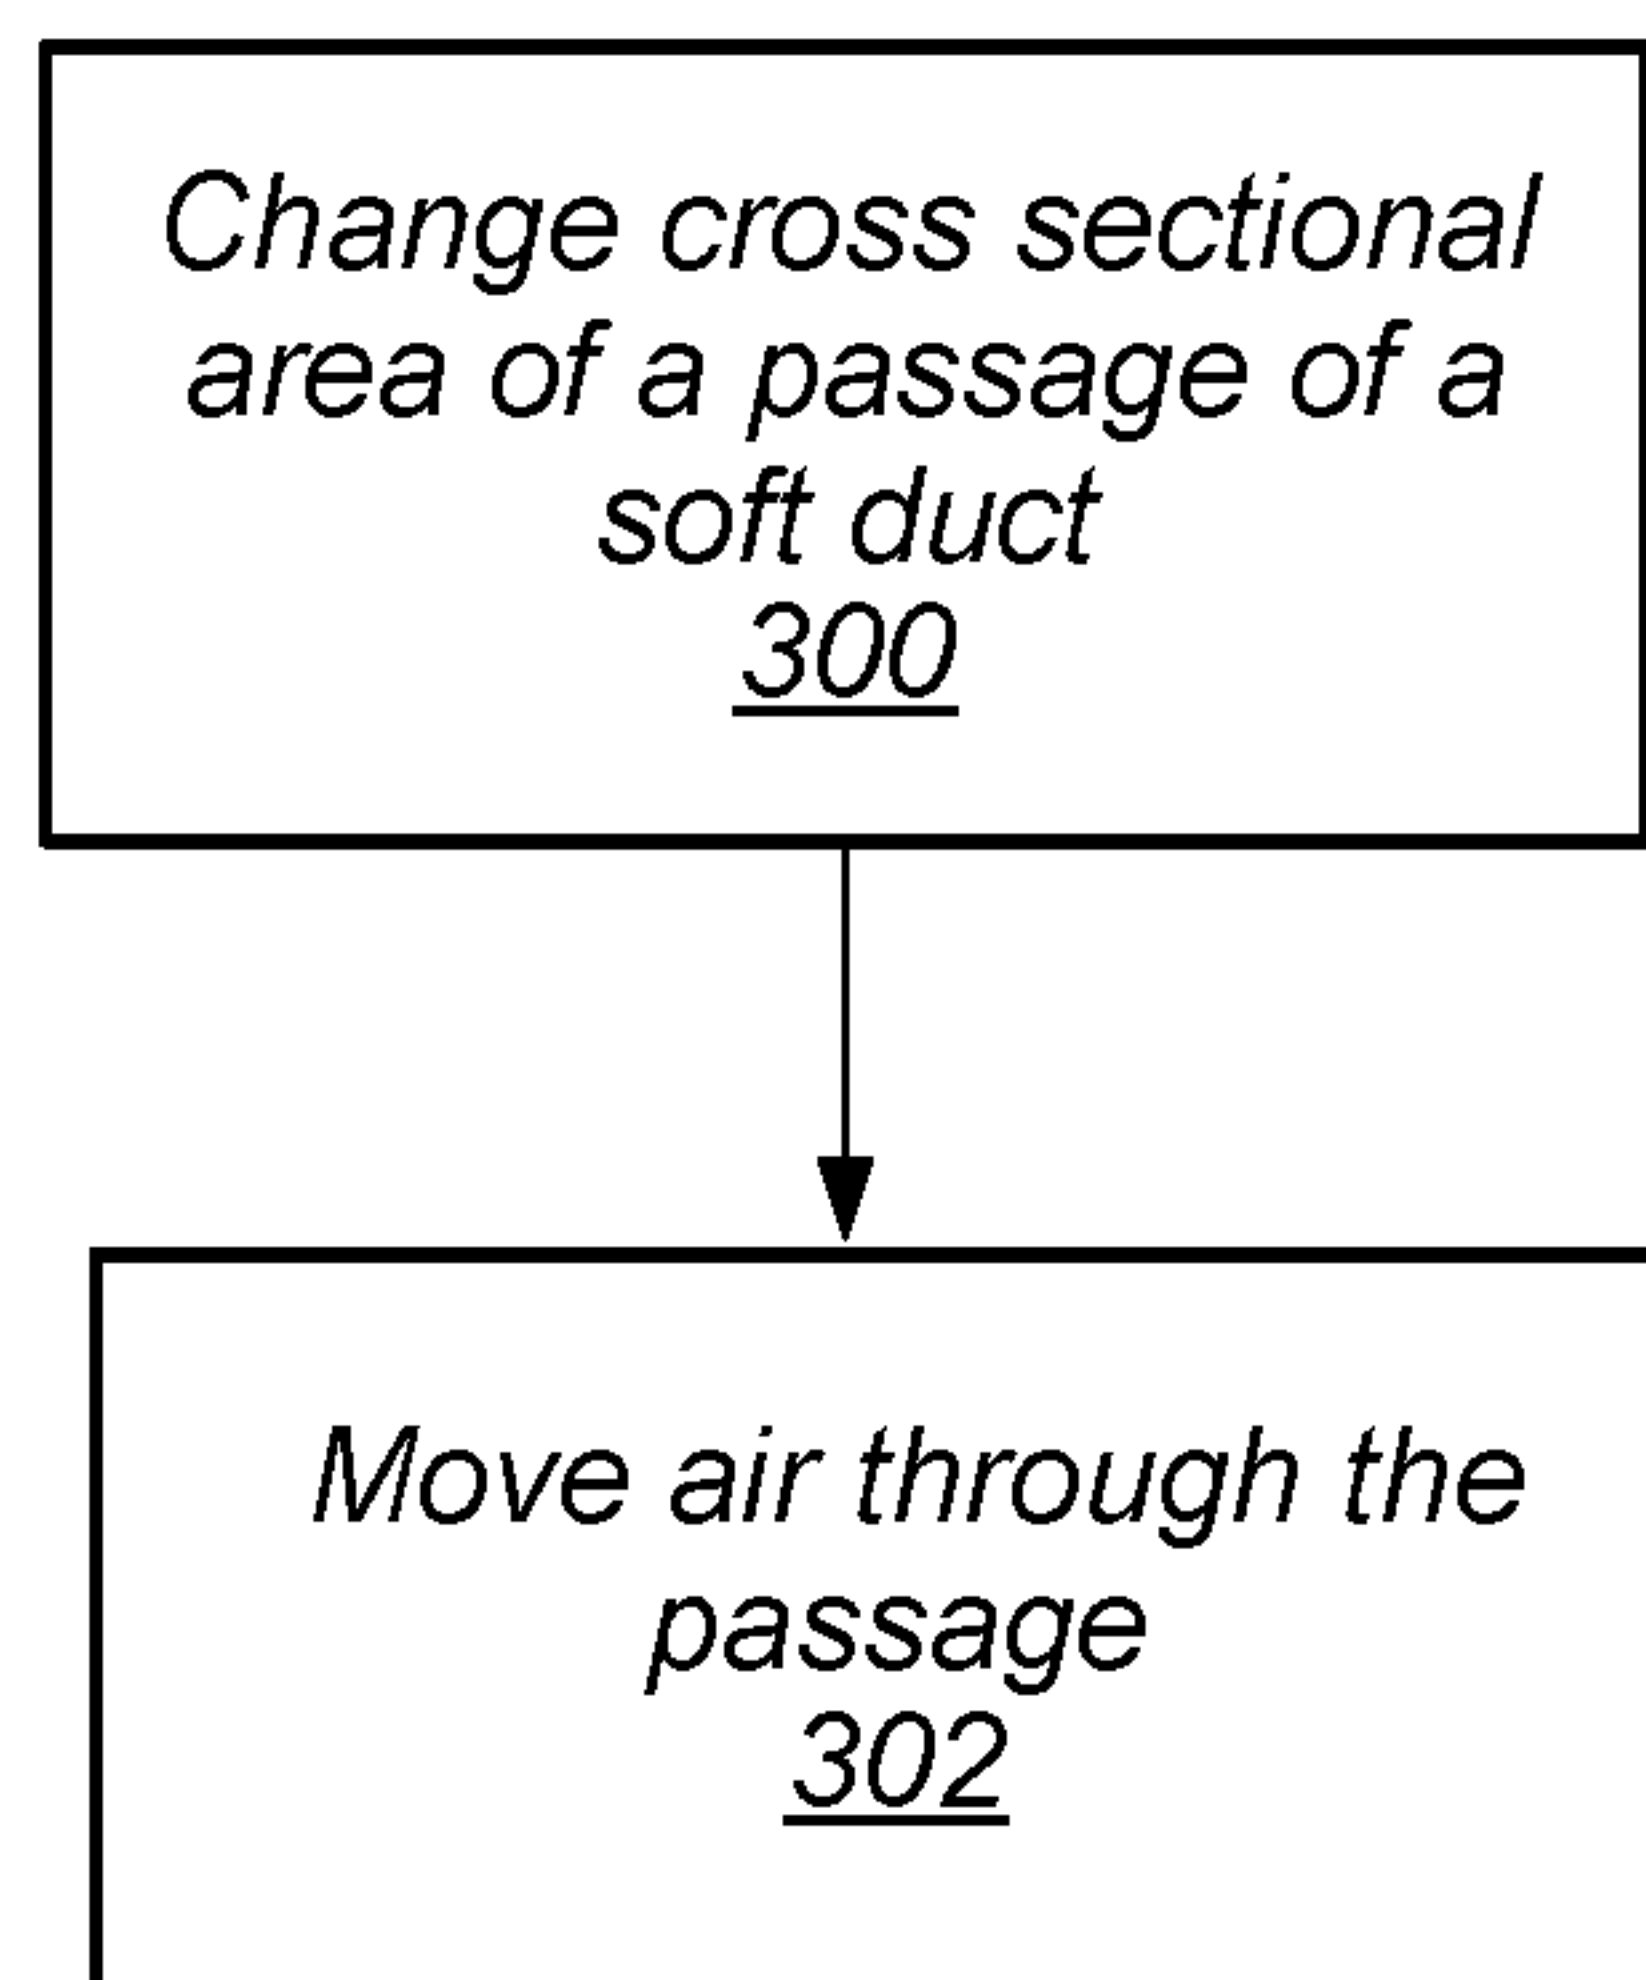 Change cross sectional
area of a passage of a
soft duct
300
Move air through the
passage
302